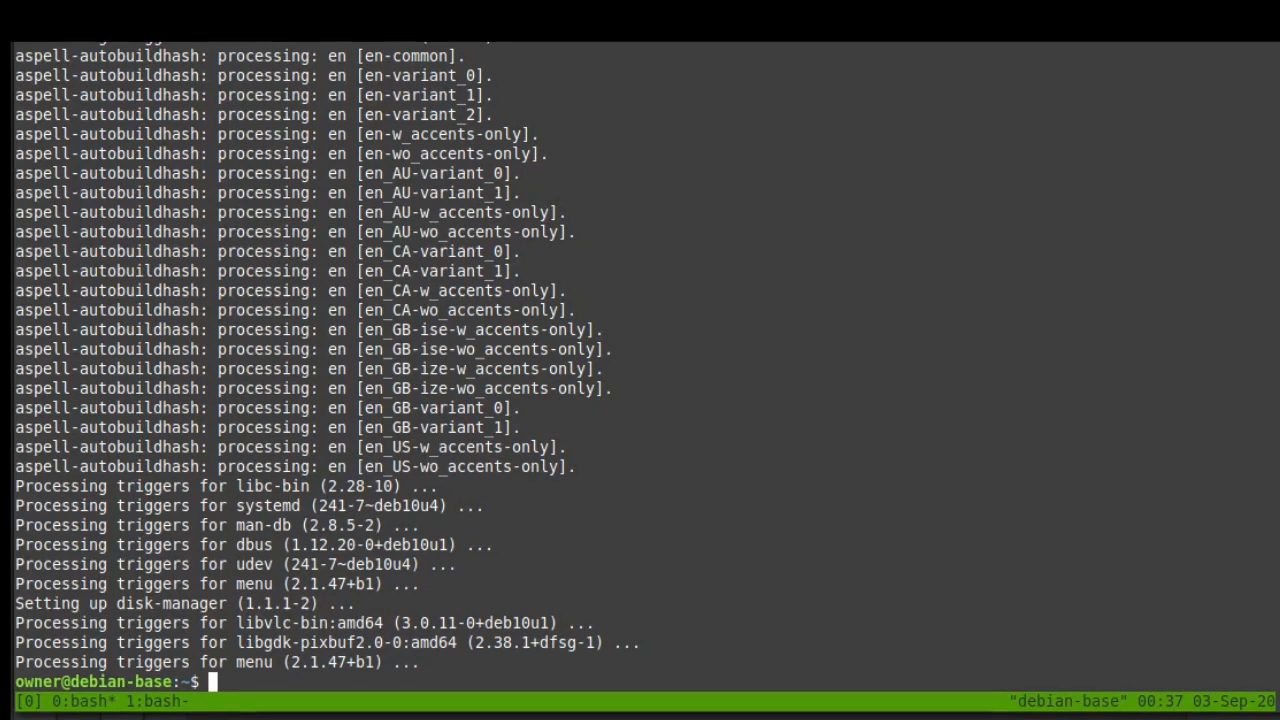 aspell-autobuildhash: processing: en [en-common].
aspell-autobuildhash: processing: en [en-variant_0].
aspell-autobuildhash: processing: en [en-variant_1].
aspell-autobuildhash: processing: en [en-variant_2].
aspell-autobuildhash: processing: en [en-w_accents-only].
aspell-autobuildhash: processing: en [en-wo_accents-only].
aspell-autobuildhash: processing: en [en_AU-variant_0].
aspell-autobuildhash: processing: en [en_AU-variant_1].
aspell-autobuildhash: processing: en [en_AU-w_accents-only].
aspell-autobuildhash: processing: en [en_AU-wo_accents-only].
aspell-autobuildhash: processing: en [en_CA-variant_0].
aspell-autobuildhash: processing: en [en_CA-variant_1].
aspell-autobuildhash: processing: en [en_CA-w_accents-only].
aspell-autobuildhash: processing: en [en_CA-wo_accents-only].
aspell-autobuildhash: processing: en [en_GB-ise-w_accents-only].
aspell-autobuildhash: processing: en [en_GB-ise-wo_accents-only].
aspell-autobuildhash: processing: en [en_GB-ize-w_accents-only].
aspell-autobuildhash: processing: en [en_GB-ize-wo_accents-only].
aspell-autobuildhash: processing: en [en_GB-variant_0].
aspell-autobuildhash: processing: en [en_GB-variant_1].
aspell-autobuildhash: processing: en [en_US-w_accents-only].
aspell-autobuildhash: processing: en [en_US-wo_accents-only].
Processing triggers for libc-bin (2.28-10) ...
Processing triggers for systemd (241-7~deb10u4) ...
Processing triggers for man-db (2.8.5-2) ...
Processing triggers for dbus (1.12.20-0+deb10u1) ...
Processing triggers for udev (241-7~deb10u4) ...
Processing triggers for menu (2.1.47+b1) ...
Setting up disk-manager (1.1.1-2) ...
Processing triggers for libvlc-bin:amd64 (3.0.11-0+deb10u1) ...
Processing triggers for libgdk-pixbuf2.0-0:amd64 (2.38.1+dfsg-1) ...
Processing triggers for menu (2.1.47+b1) ...
owner@debian-base:~$
[0] 0:bash* 1:bash- "debian-base" 00:37 03-Sep-20